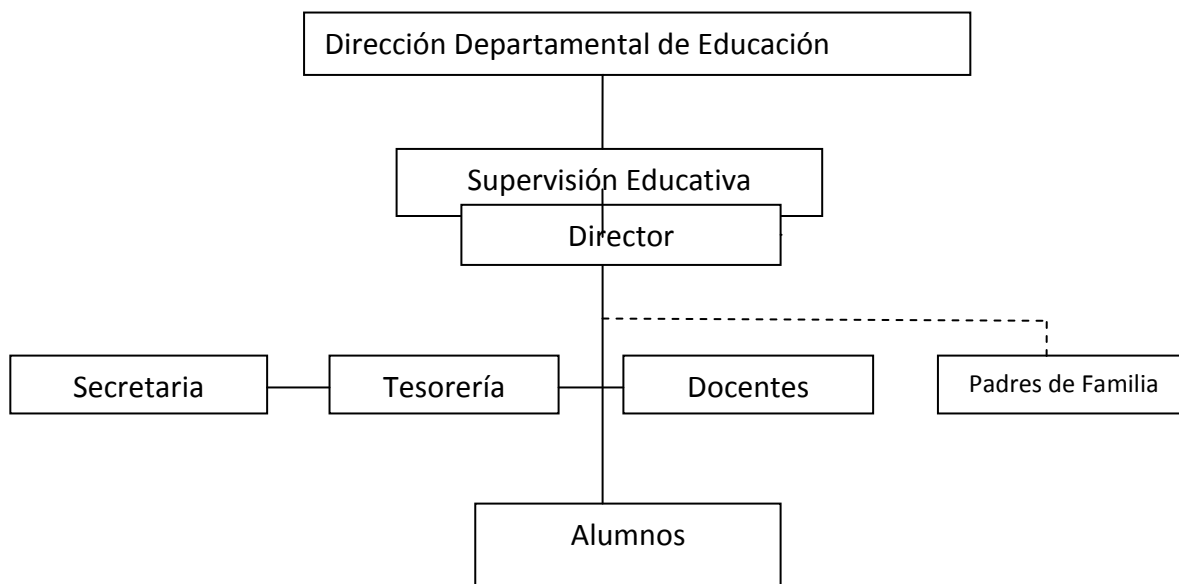 Dirección Departamental de Educación
Supervisión Educativa
Director
Secretaria
Tesorería
Docentes
Padres de Familia
Alumnos